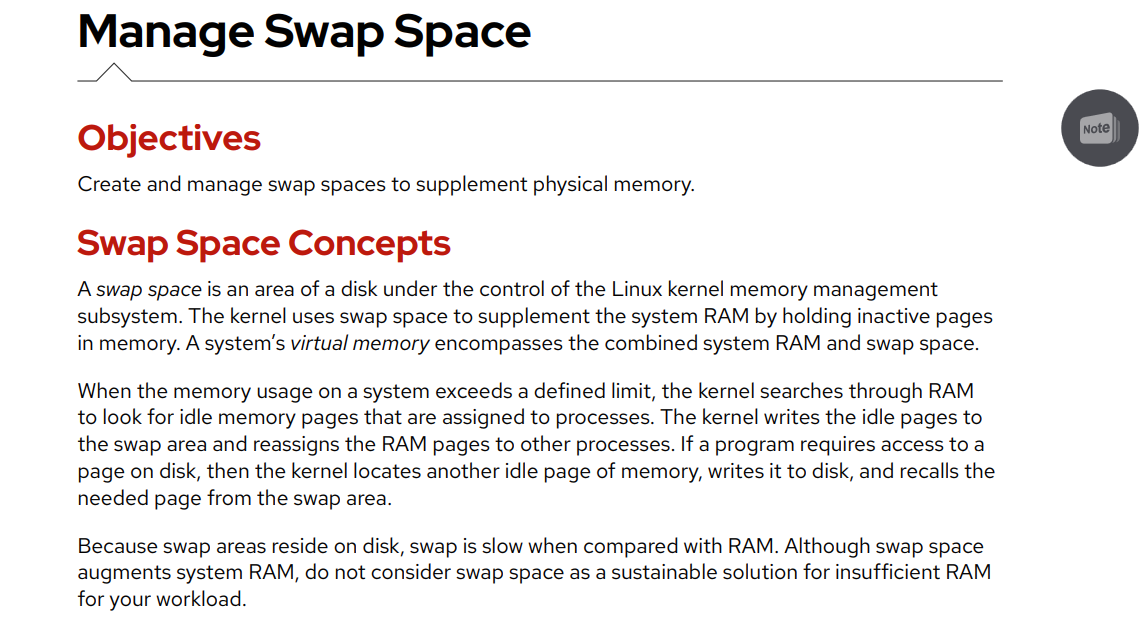 Manage Swap Space
Objectives
Note
Create and manage swap spaces to supplement physical memory.
Swap Space Concepts
A swap space is an area of a disk under the control of the Linux kernel memory management
subsystem. The kernel uses swap space to supplement the system RAM by holding inactive pages
in memory. A system’s virtual memory encompasses the combined system RAM and swap space.
When the memory usage on a system exceeds a defined limit, the kernel searches through RAM
to look for idle memory pages that are assigned to processes. The kernel writes the idle pages to
the swap area and reassigns the RAM pages to other processes. If a program requires access to a
page on disk, then the kernel locates another idle page of memory, writes it to disk, and recalls the
needed page from the swap area.
Because swap areas reside on disk, swap is slow when compared with RAM. Although swap space
augments system RAM, do not consider swap space as a sustainable solution for insufficient RAM
for your workload.